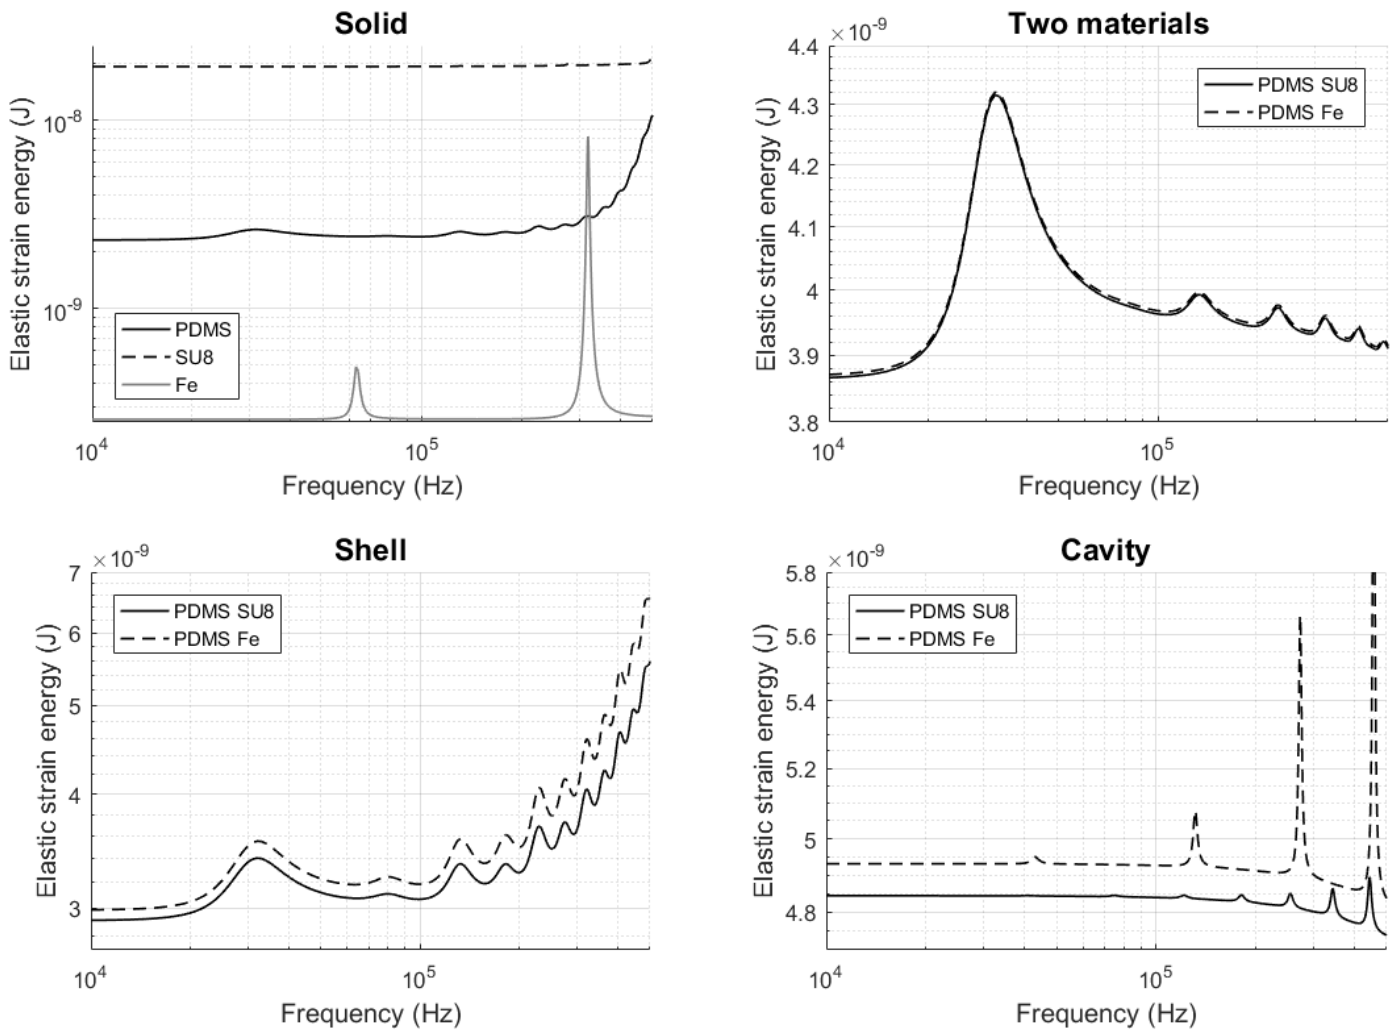 Solid
Elastic strain energy (J)
10^-8
10^-9
PDMS
SU8
Fe
10^4
10^5
Frequency (Hz)
Two materials
×10^-9
Elastic strain energy (J)
4.4
4.3
4.2
4.1
4
3.9
3.8
PDMS SU8
PDMS Fe
10^4
10^5
Frequency (Hz)
Shell
×10^-9
Elastic strain energy (J)
7
6
5
4
3
PDMS SU8
PDMS Fe
10^4
10^5
Frequency (Hz)
Cavity
×10^-9
Elastic strain energy (J)
5.8
5.6
5.4
5.2
5
4.8
PDMS SU8
PDMS Fe
10^4
10^5
Frequency (Hz)